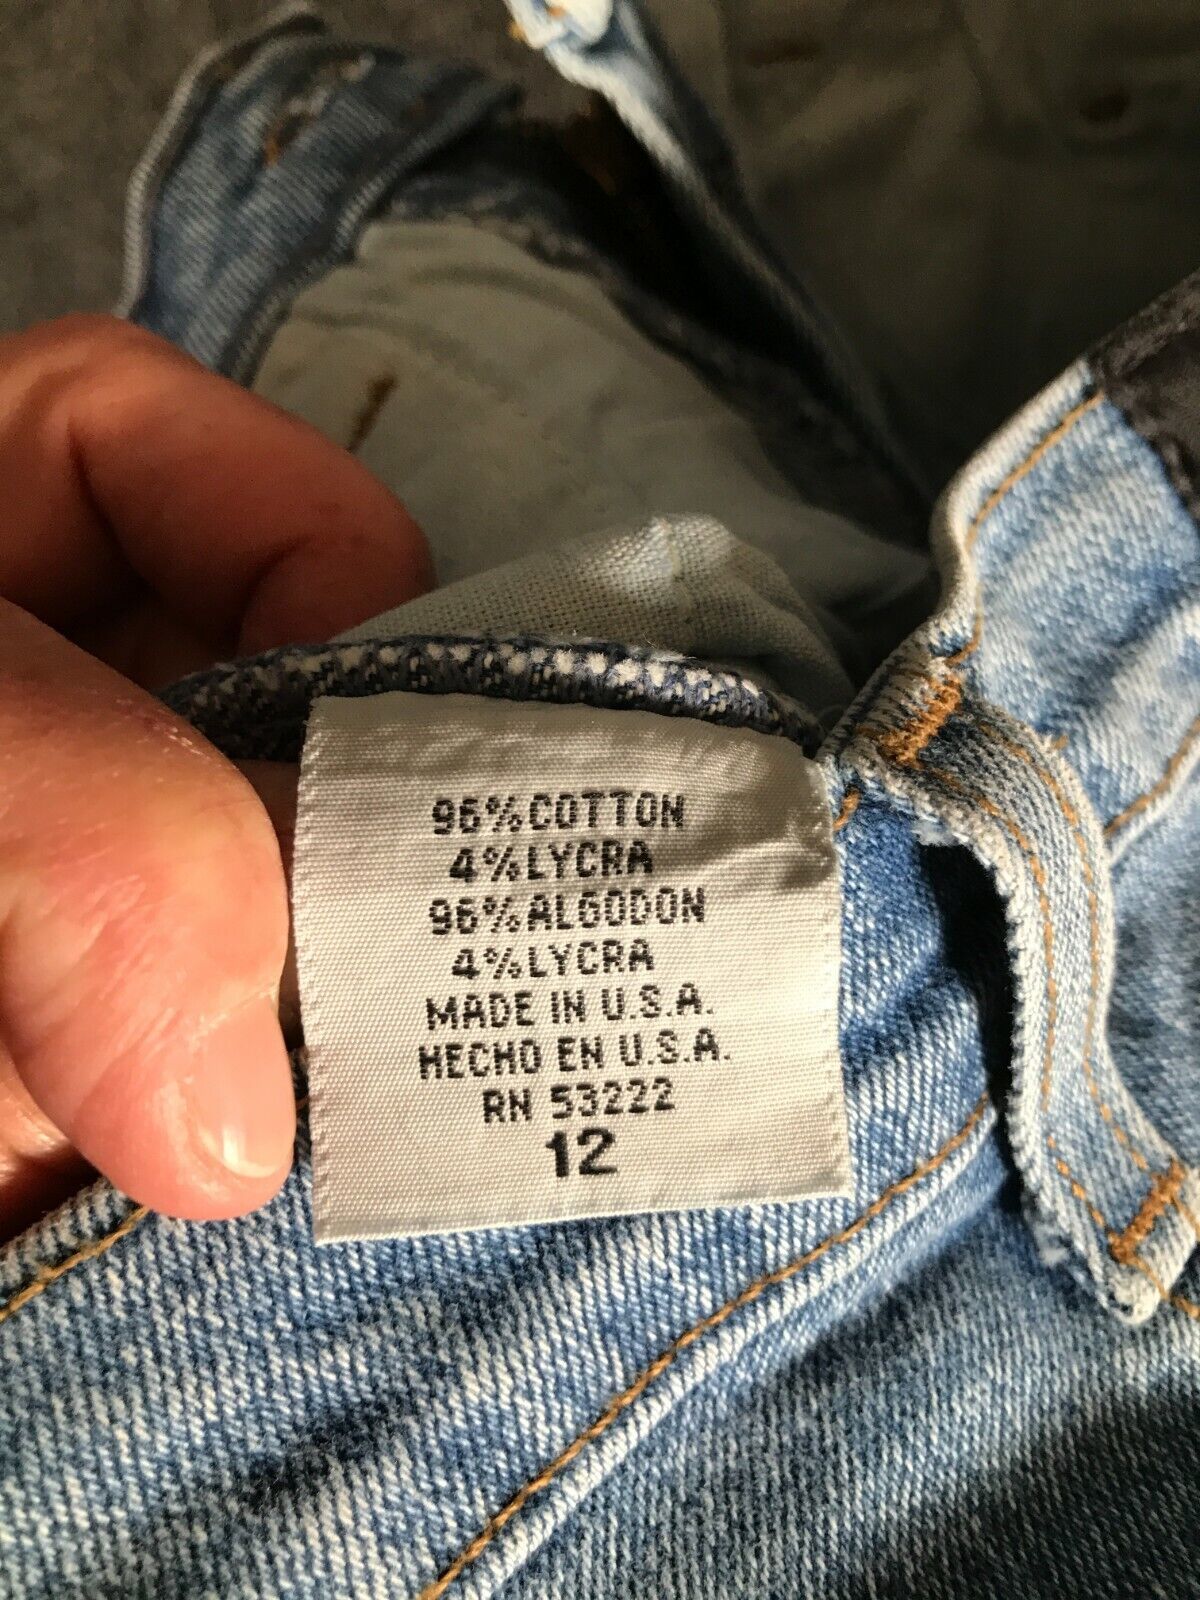 96% COTTON
4% LYCRA
96% ALGODON
4% LYCRA
MADE IN U.S.A.
HECHO EN U.S.A.
RN 53222
12